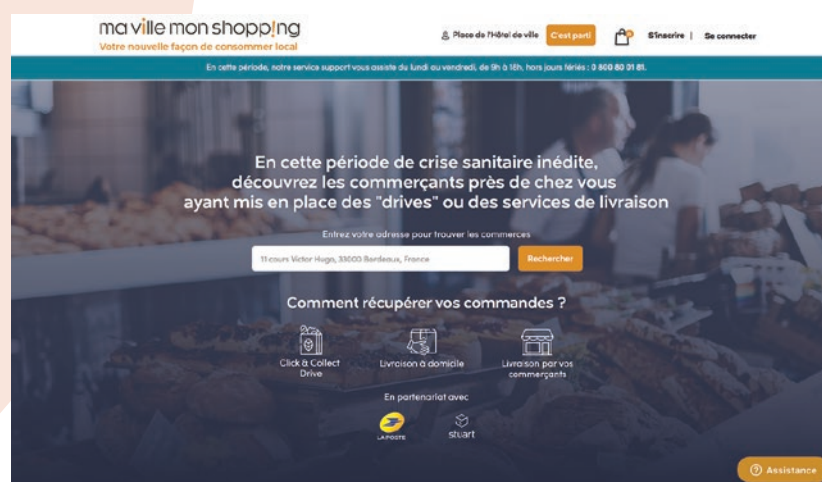 ma ville mon shopp!ng
Votre nouvelle façon de consommer local
Place de l'Hôtel de ville
C'est parti
S'inscrire |
Se connecter
En cette période, notre service support vous assiste du lundi au vendredi, de 9h à 18h, hors jours fériés : 0 800 80 01 81.
En cette période de crise sanitaire inédite,
découvrez les commerçants près de chez vous
ayant mis en place des "drives" ou des services de livraison
Entrez votre adresse pour trouver les commerces
11 cours Victor Hugo, 33000 Bordeaux, France
Rechercher
Comment récupérer vos commandes ?
Click & Collect
Drive
Livraison à domicile
Livraison par vos
commerçants
En partenariat avec
LA POSTE
stuart
Assistance